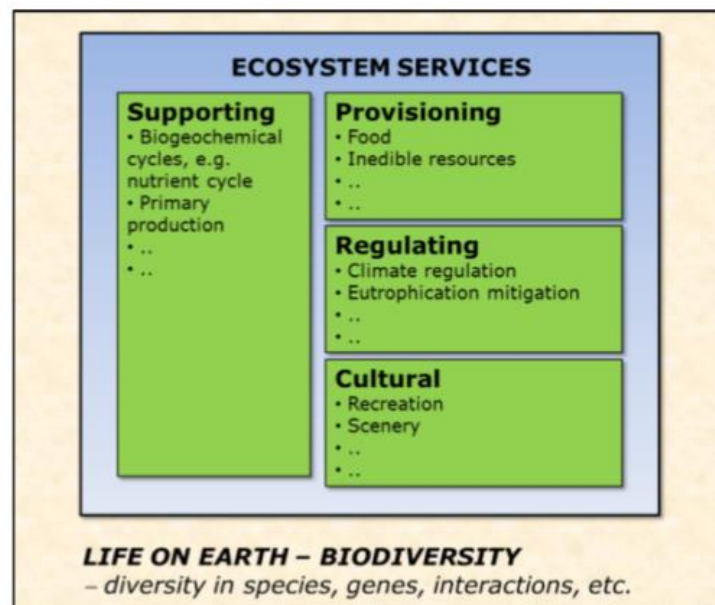 ECOSYSTEM SERVICES
Supporting
• Biogeochemical
cycles, e.g.
nutrient cycle
• Primary
production
• ..
• ..
Provisioning
• Food
• Inedible resources
• ..
• ..
Regulating
• Climate regulation
• Eutrophication mitigation
• ..
• ..
Cultural
• Recreation
• Scenery
• ..
• ..
LIFE ON EARTH – BIODIVERSITY
– diversity in species, genes, interactions, etc.